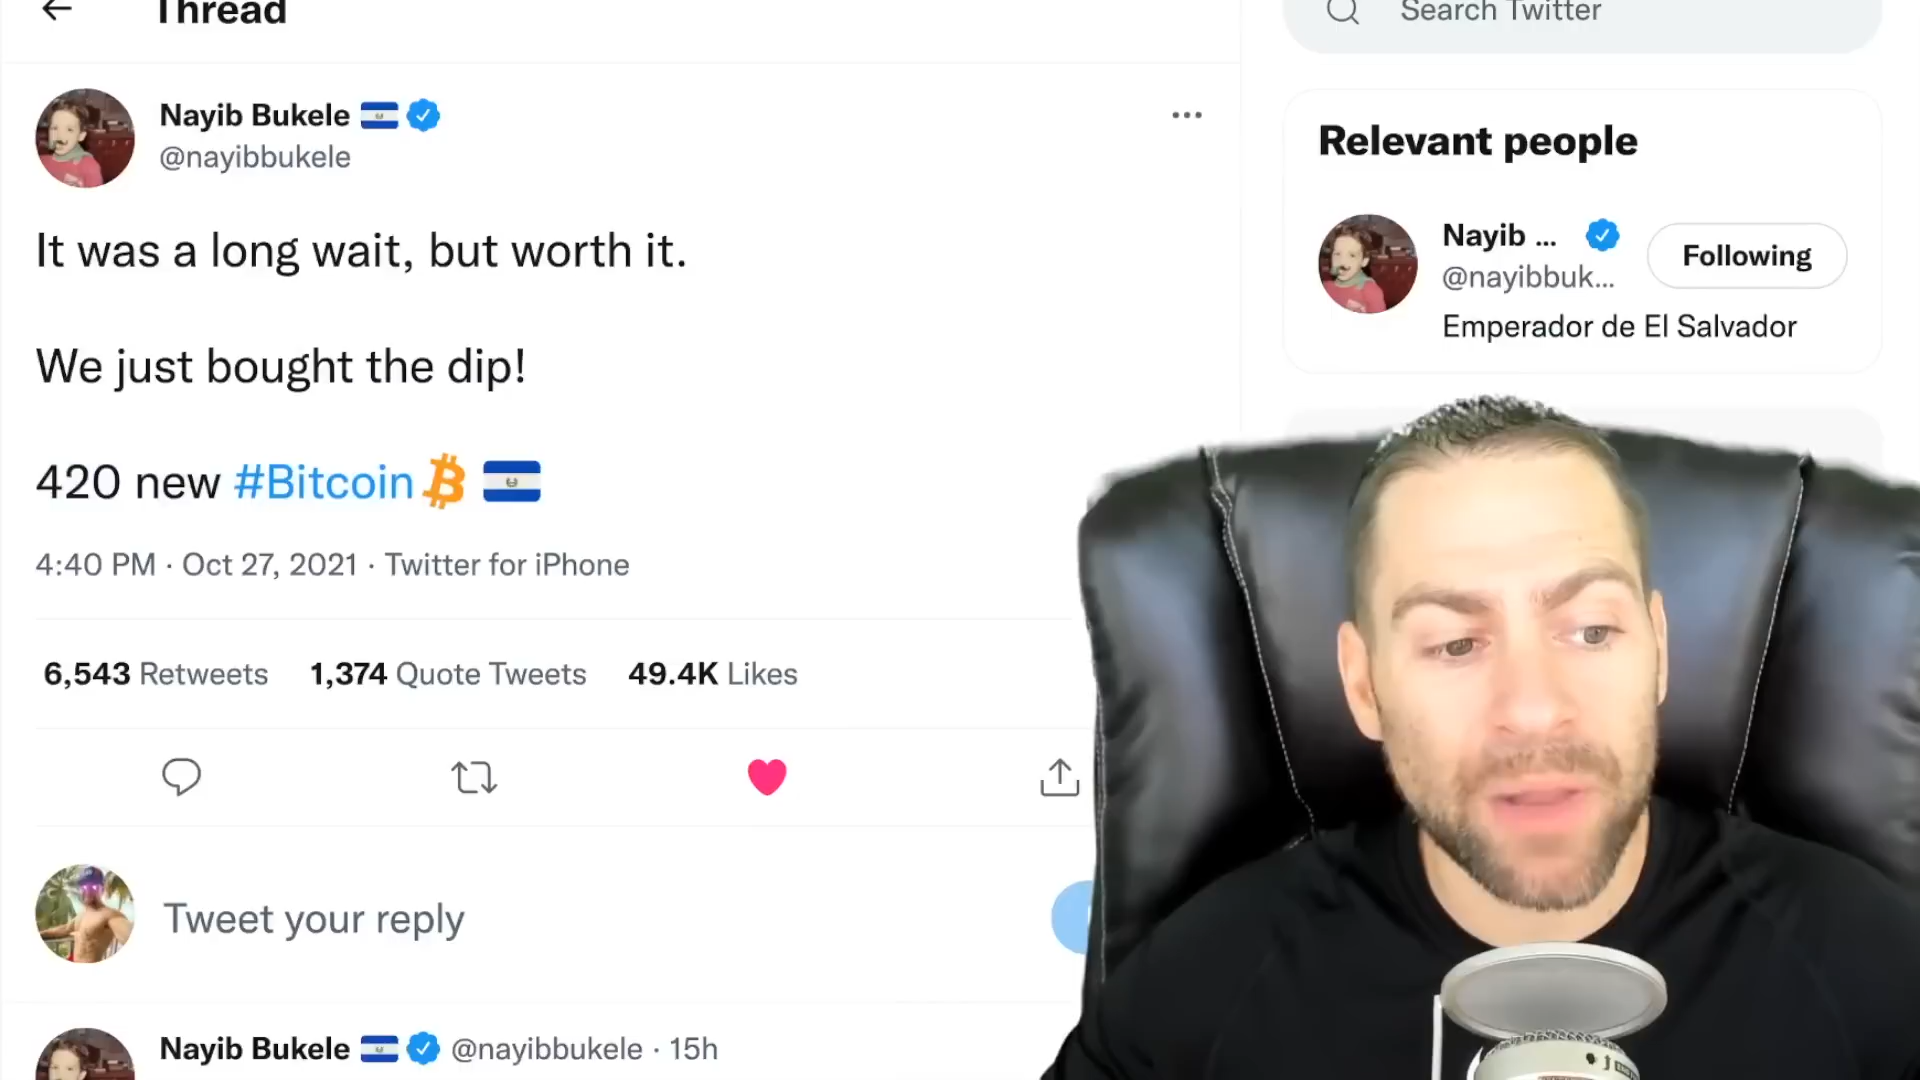 Thread
Search Twitter
Nayib Bukele
@nayibbukele
It was a long wait, but worth it.
We just bought the dip!
420 new #Bitcoin
4:40 PM · Oct 27, 2021 · Twitter for iPhone
6,543 Retweets 1,374 Quote Tweets 49.4K Likes
Tweet your reply
Nayib Bukele @nayibbukele · 15h
Relevant people
Nayib ...
@nayibbuk...
Following
Emperador de El Salvador